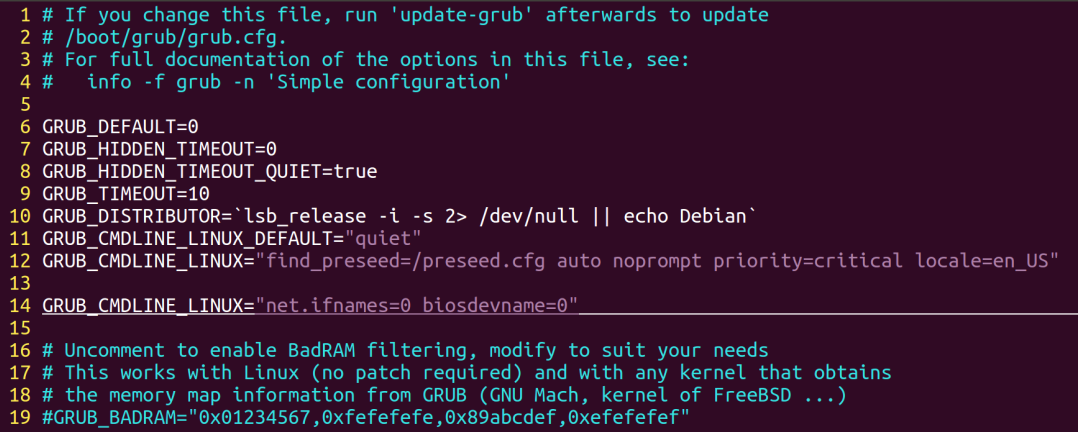 1 # If you change this file, run 'update-grub' afterwards to update
2 # /boot/grub/grub.cfg.
3 # For full documentation of the options in this file, see:
4 #   info -f grub -n 'Simple configuration'
5
6 GRUB_DEFAULT=0
7 GRUB_HIDDEN_TIMEOUT=0
8 GRUB_HIDDEN_TIMEOUT_QUIET=true
9 GRUB_TIMEOUT=10
10 GRUB_DISTRIBUTOR=`lsb_release -i -s 2> /dev/null || echo Debian`
11 GRUB_CMDLINE_LINUX_DEFAULT="quiet"
12 GRUB_CMDLINE_LINUX="find_preseed=/preseed.cfg auto noprompt priority=critical locale=en_US"
13
14 GRUB_CMDLINE_LINUX="net.ifnames=0 biosdevname=0"
15
16 # Uncomment to enable BadRAM filtering, modify to suit your needs
17 # This works with Linux (no patch required) and with any kernel that obtains
18 # the memory map information from GRUB (GNU Mach, kernel of FreeBSD ...)
19 #GRUB_BADRAM="0x01234567,0xfefefefe,0x89abcdef,0xefefefef"